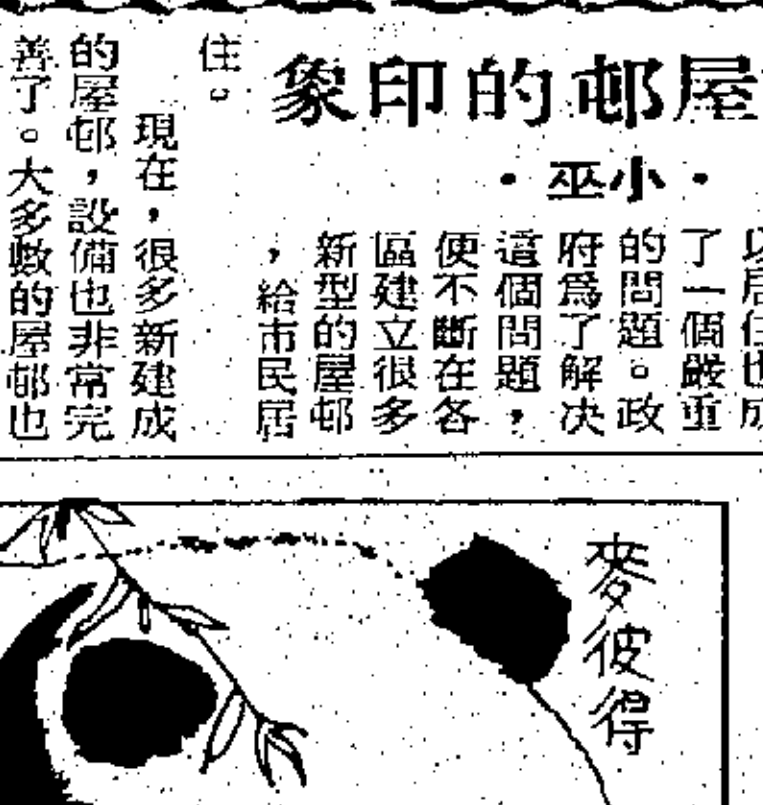 屋邨的印象
·小巫·
以居住也成
了一個嚴重
的問題。政
府爲了解决
這個問題，
便不斷在各
區建立很多
新型的屋邨
，給市民居
住。
現在，很多新建成
的屋邨，設備也非常完
善了。大多數的屋邨也
麥彼得